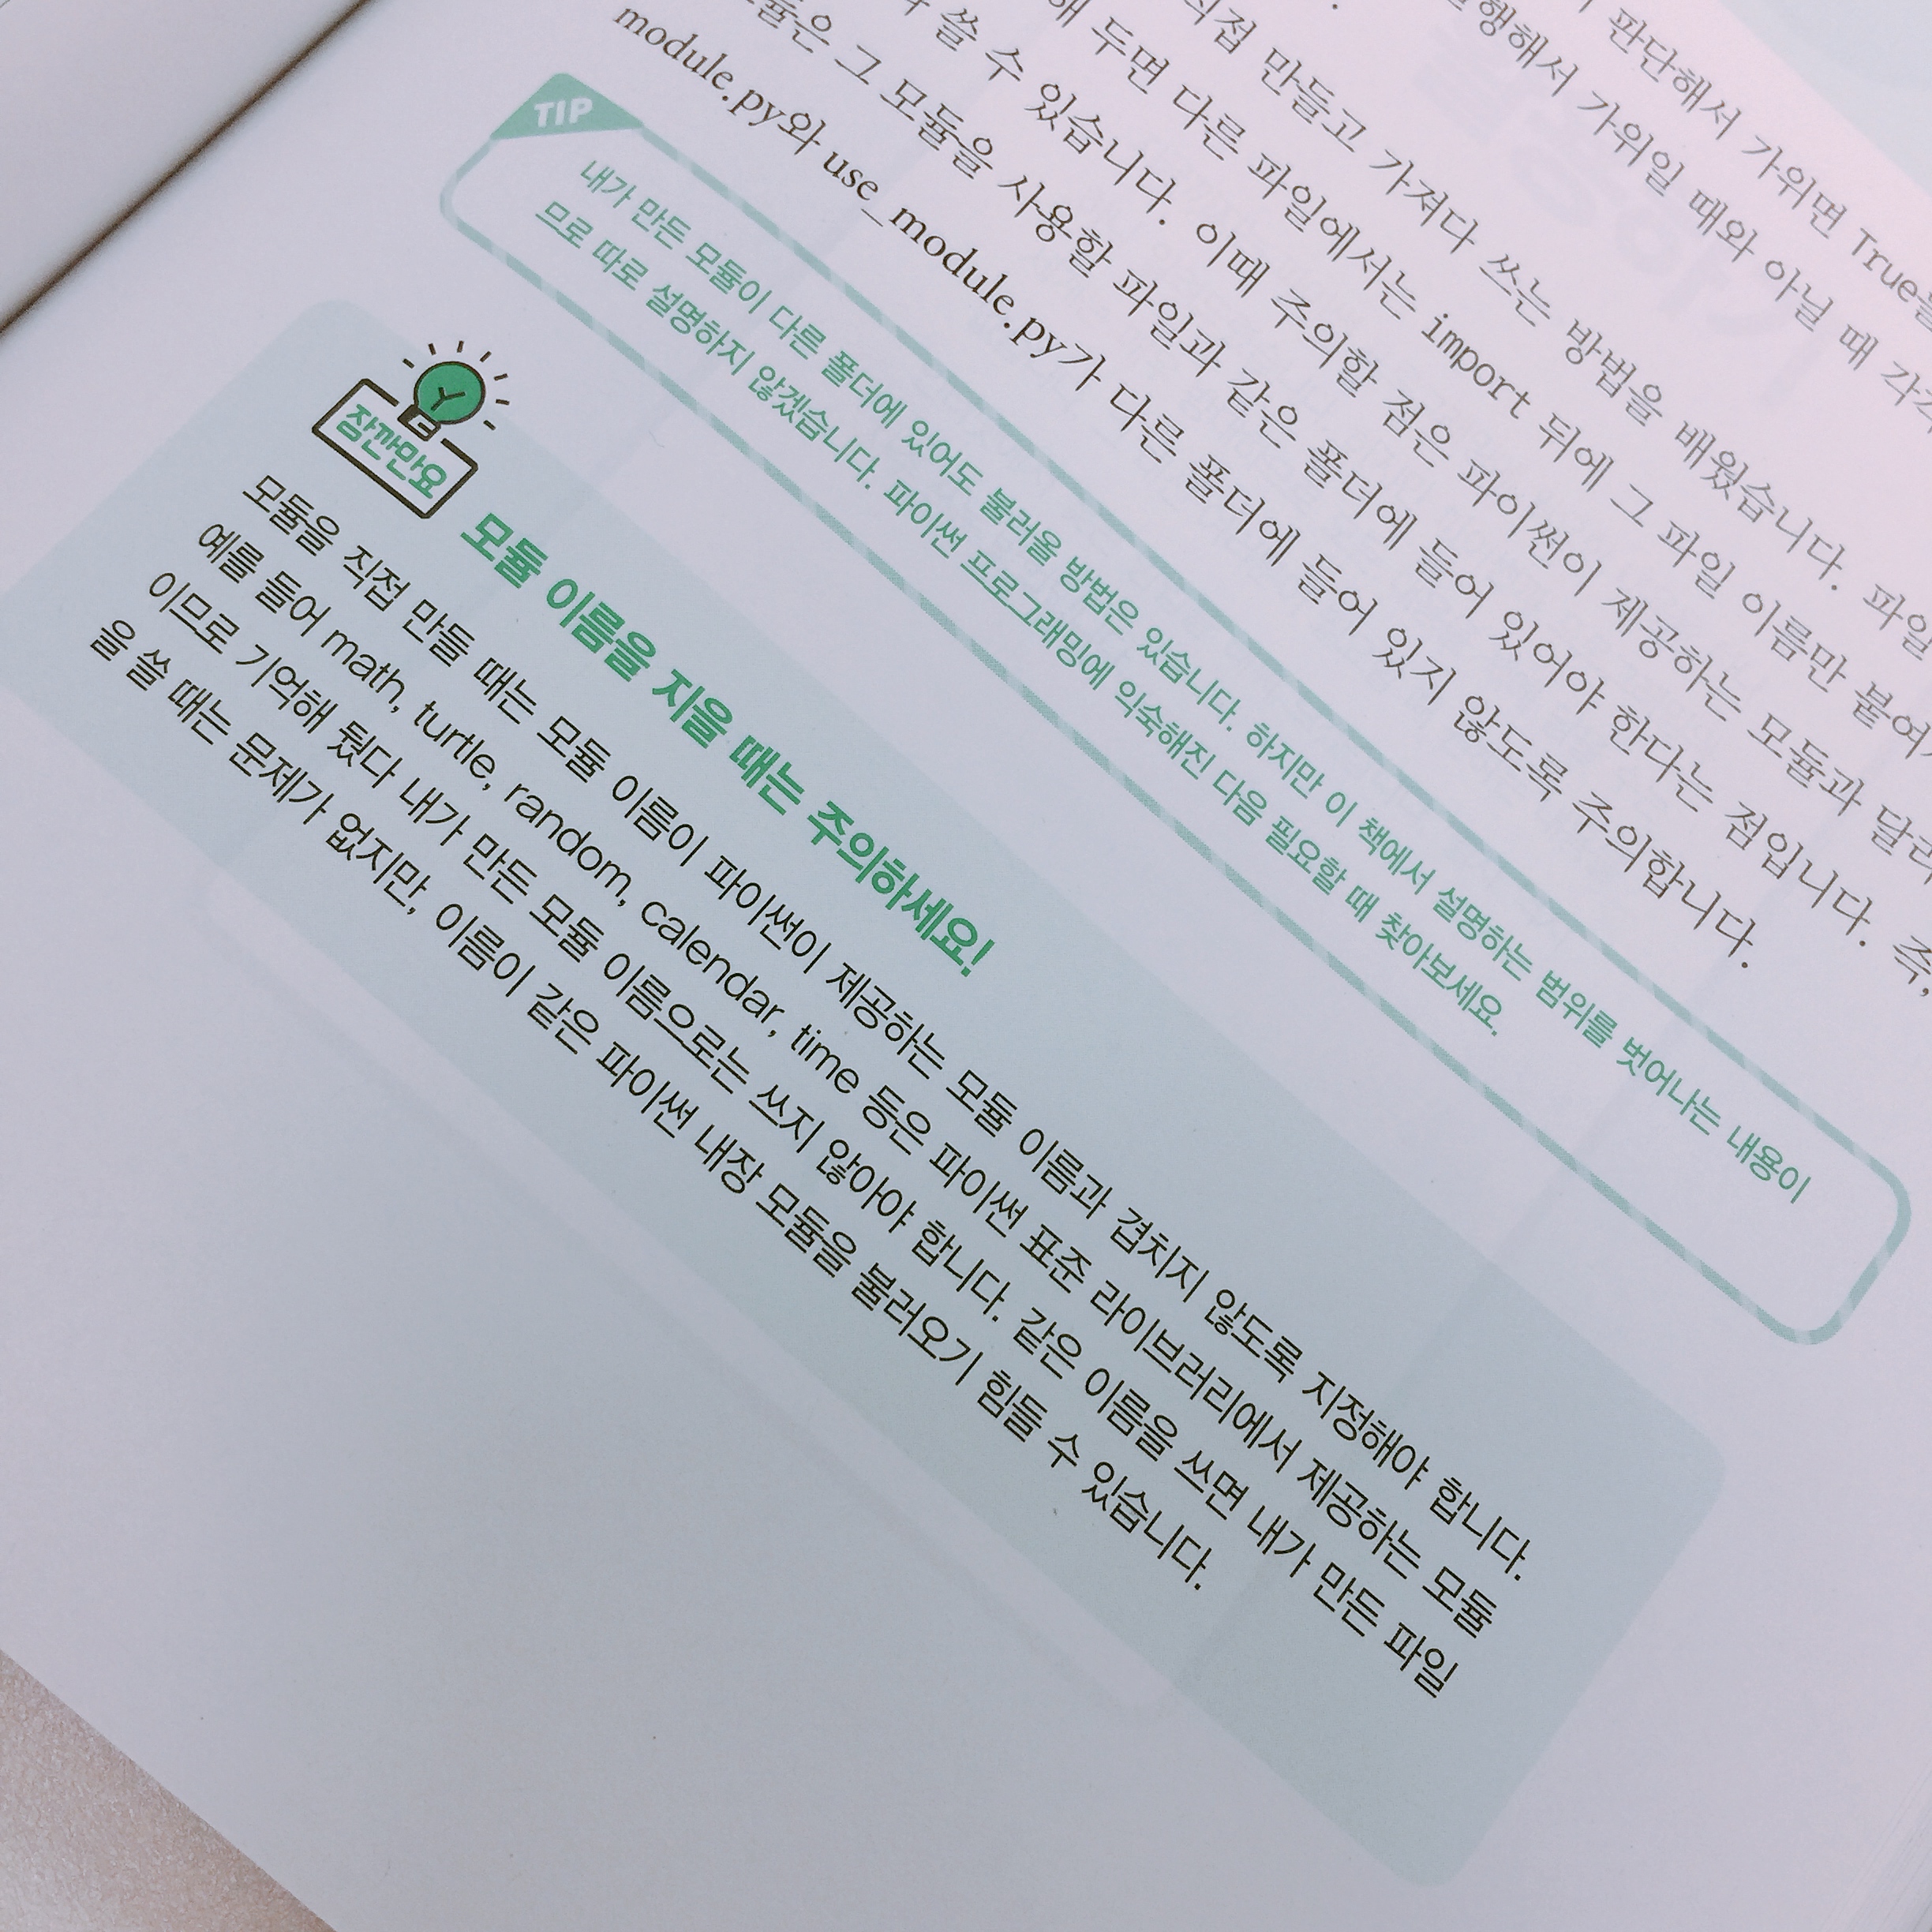 판단해서 가위면 True를
행해서 가위일 때와 아닐 때 각각
직접 만들고 가져다 쓰는 방법을 배웠습니다. 파일
해 두면 다른 파일에서는 import 뒤에 그 파일 이름만 붙여서
쓸 수 있습니다. 이때 주의할 점은 파이썬이 제공하는 모듈과 달리
모듈은 그 모듈을 사용할 파일과 같은 폴더에 들어 있어야 한다는 점입니다. 즉,
module.py와 use_module.py가 다른 폴더에 들어 있지 않도록 주의합니다.
TIP
내가 만든 모듈이 다른 폴더에 있어도 불러올 방법은 있습니다. 하지만 이 책에서 설명하는 범위를 벗어나는 내용이
므로 따로 설명하지 않겠습니다. 파이썬 프로그래밍에 익숙해진 다음 필요할 때 찾아보세요.
잠깐만요
모듈 이름을 지을 때는 주의하세요!
모듈을 직접 만들 때는 모듈 이름이 파이썬이 제공하는 모듈 이름과 겹치지 않도록 지정해야 합니다.
예를 들어 math, turtle, random, calendar, time 등은 파이썬 표준 라이브러리에서 제공하는 모듈
이므로 기억해 뒀다 내가 만든 모듈 이름으로는 쓰지 않아야 합니다. 같은 이름을 쓰면 내가 만든 파일
을 쓸 때는 문제가 없지만, 이름이 같은 파이썬 내장 모듈을 불러오기 힘들 수 있습니다.